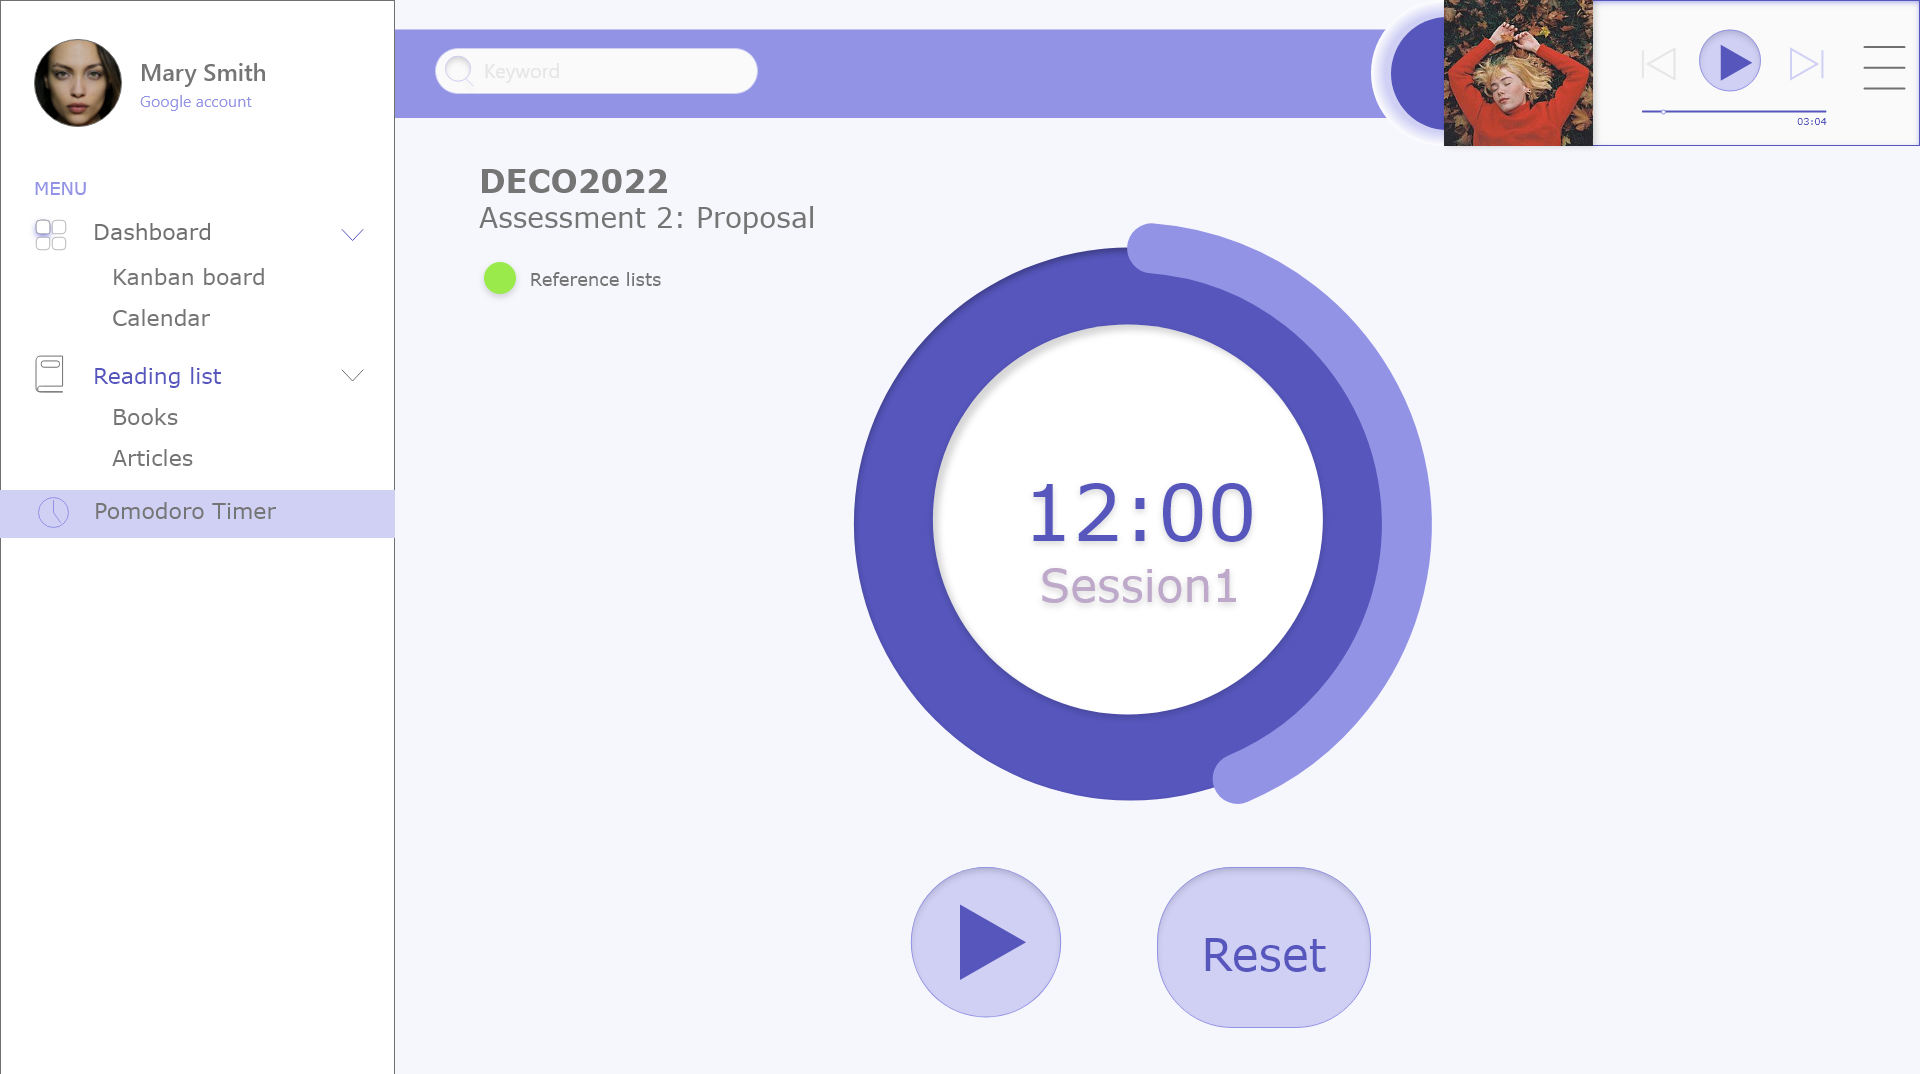 Mary Smith
Google account
MENU
Dashboard
Kanban board
Calendar
Reading list
Books
Articles
Pomodoro Timer
Keyword
03:04
DECO2022
Assessment 2: Proposal
Reference lists
12:00
Session1
Reset